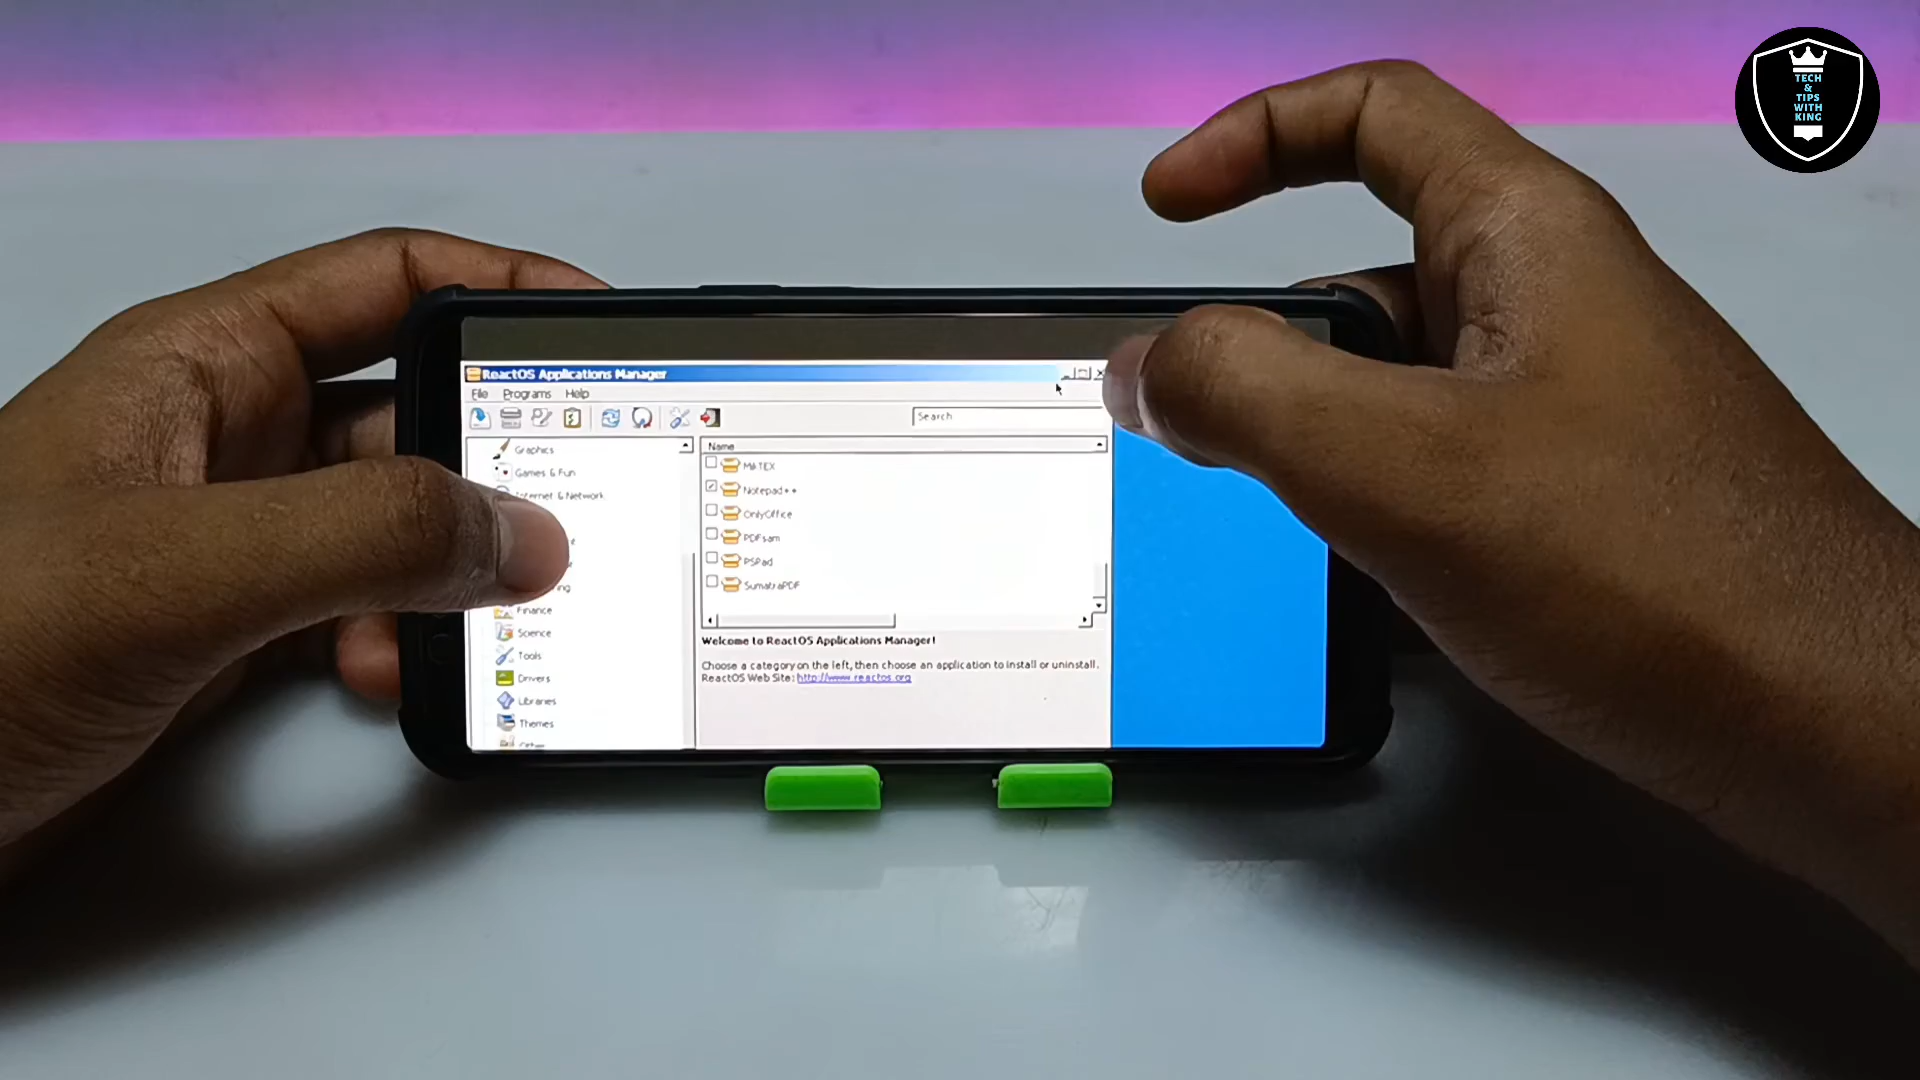 TECH
&
TIPS
WITH
KING
ReactOS Applications Manager
File Programs Help
Search
Graphics
Games & Fun
Internet & Network
Finance
Science
Tools
Drivers
Libraries
Themes
Name
MikTEX
Notepad++
OnlyOffice
PDFsam
PSPad
SumatraPDF
Welcome to ReactOS Applications Manager!
Choose a category on the left, then choose an application to install or uninstall.
ReactOS Web Site: http://www.reactos.org